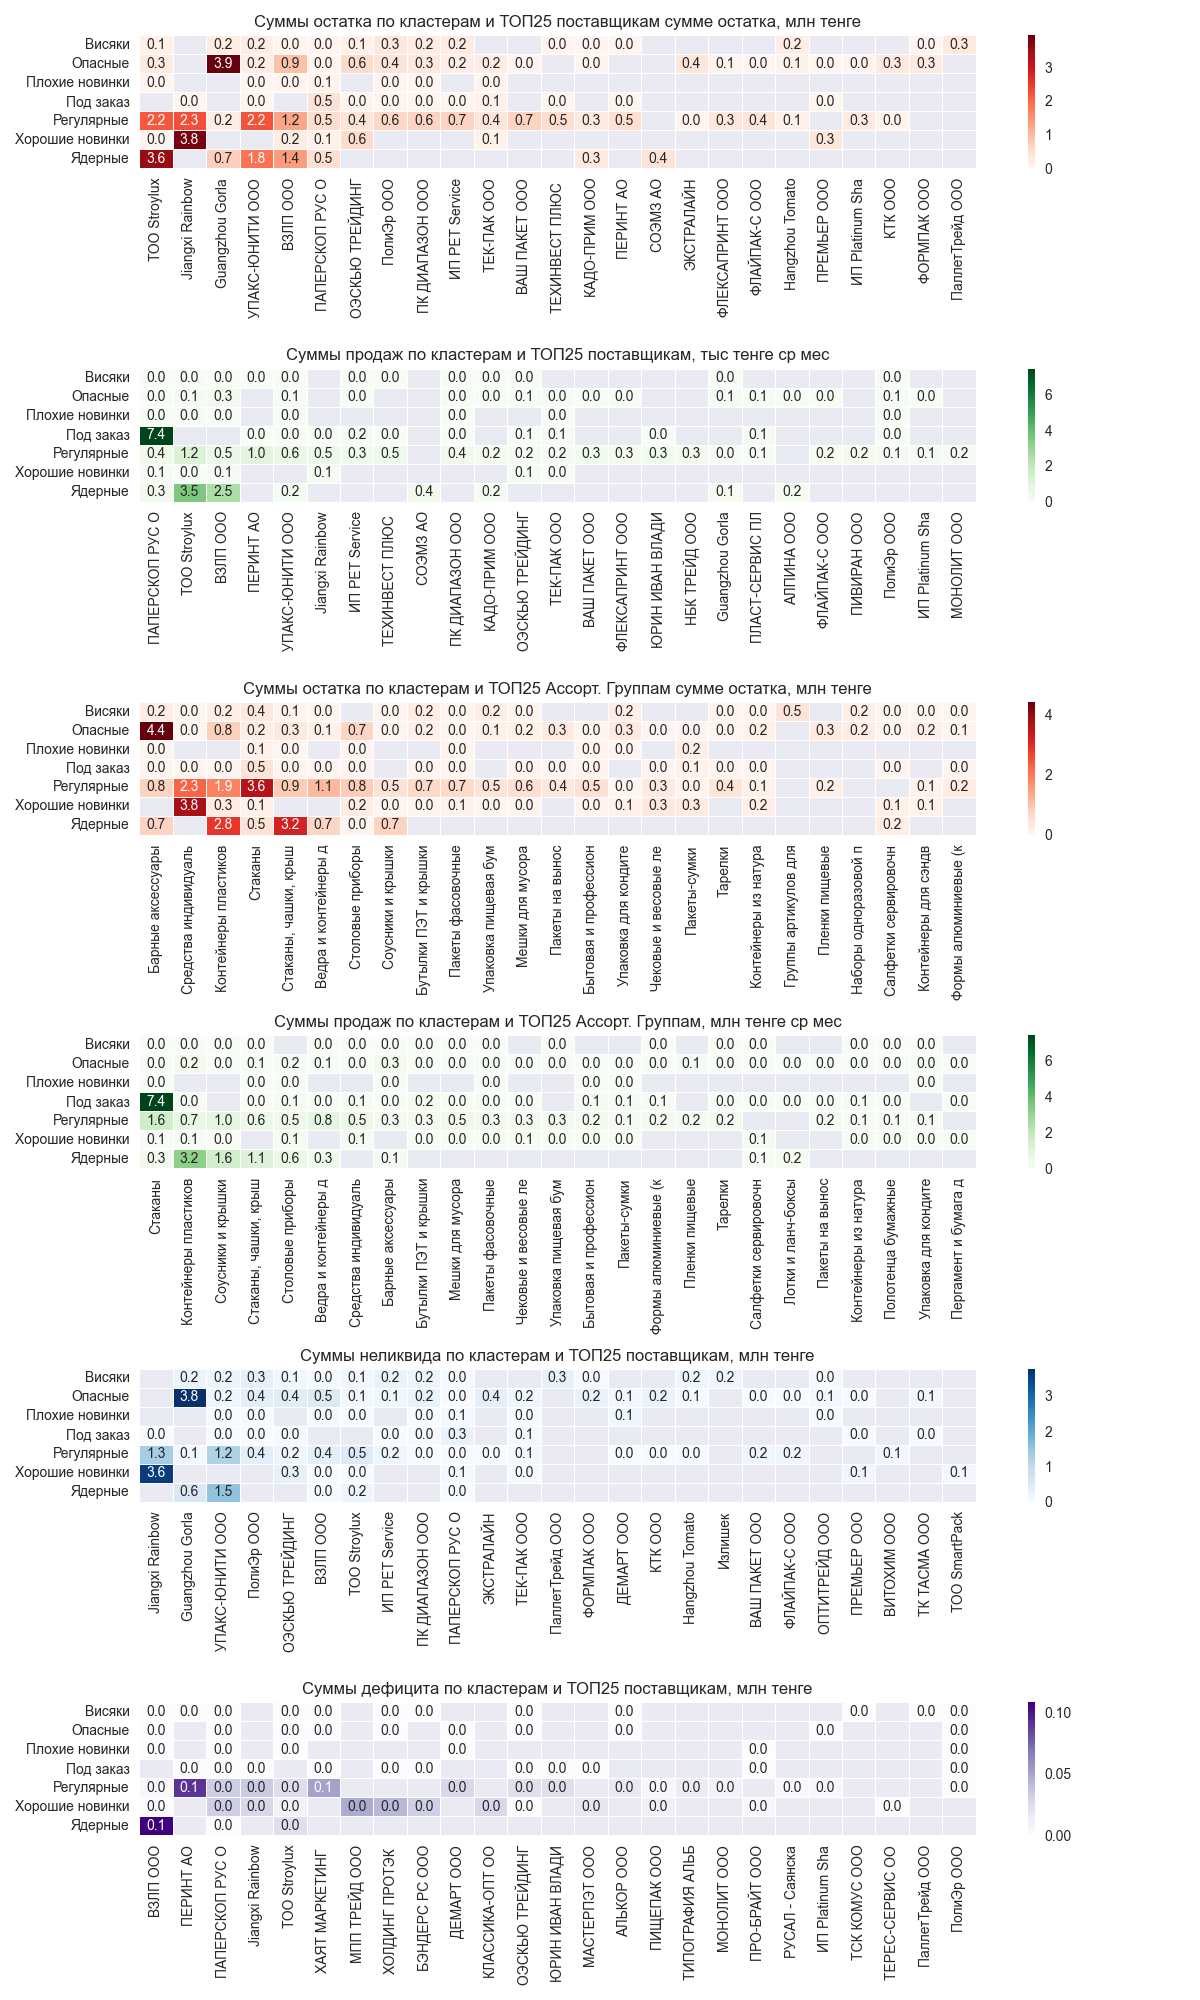 Суммы остатка по кластерам и ТОП25 поставщикам сумме остатка, млн тенге
Висяки 0.1 0.2 0.2 0.0 0.0 0.1 0.3 0.2 0.2 0.0 0.0 0.0 0.2 0.0 0.3
Опасные 0.3 3.9 0.2 0.9 0.0 0.6 0.4 0.3 0.2 0.2 0.0 0.0 0.4 0.1 0.0 0.1 0.0 0.0 0.3 0.3
Плохие новинки 0.0 0.0 0.0 0.1 0.0 0.0 0.0
Под заказ 0.0 0.0 0.5 0.0 0.0 0.0 0.0 0.1 0.0 0.0 0.0
Регулярные 2.2 2.3 0.2 2.2 1.2 0.5 0.4 0.6 0.6 0.7 0.4 0.7 0.5 0.3 0.5 0.0 0.3 0.4 0.1 0.3 0.0
Хорошие новинки 0.0 3.8 0.2 0.1 0.6 0.1 0.3
Ядерные 3.6 0.7 1.8 1.4 0.5 0.3 0.4
3
2
1
0
ТОО Stroylux
Jiangxi Rainbow
Guangzhou Gorla
УПАКС-ЮНИТИ ООО
ВЗЛП ООО
ПАПЕРСКОП РУС О
ОЭСКЬЮ ТРЕЙДИНГ
ПолиЭр ООО
ПК ДИАПАЗОН ООО
ИП PET Service
ТЕК-ПАК ООО
ВАШ ПАКЕТ ООО
ТЕХИНВЕСТ ПЛЮС
КАДО-ПРИМ ООО
ПЕРИНТ АО
СОЭМЗ АО
ЭКСТРАЛАЙН
ФЛЕКСАПРИНТ ООО
ФЛАЙПАК-С ООО
Hangzhou Tomato
ПРЕМЬЕР ООО
ИП Platinum Sha
КТК ООО
ФОРМПАК ООО
ПаллетТрейд ООО
Суммы продаж по кластерам и ТОП25 поставщикам, тыс тенге ср мес
Висяки 0.0 0.0 0.0 0.0 0.0 0.0 0.0 0.0 0.0 0.0 0.0 0.0
Опасные 0.0 0.1 0.3 0.1 0.0 0.0 0.0 0.1 0.0 0.0 0.0 0.1 0.1 0.0 0.0 0.1 0.0
Плохие новинки 0.0 0.0 0.0 0.0 0.0 0.0 0.0
Под заказ 7.4 0.0 0.0 0.0 0.2 0.0 0.0 0.1 0.1 0.0 0.1 0.0
Регулярные 0.4 1.2 0.5 1.0 0.6 0.5 0.3 0.5 0.4 0.2 0.2 0.2 0.3 0.3 0.3 0.3 0.0 0.1 0.2 0.2 0.1 0.1 0.2
Хорошие новинки 0.1 0.0 0.1 0.1 0.1 0.0
Ядерные 0.3 3.5 2.5 0.2 0.4 0.2 0.1 0.2
6
4
2
0
ПАПЕРСКОП РУС О
ТОО Stroylux
ВЗЛП ООО
ПЕРИНТ АО
УПАКС-ЮНИТИ ООО
Jiangxi Rainbow
ИП PET Service
ТЕХИНВЕСТ ПЛЮС
СОЭМЗ АО
ПК ДИАПАЗОН ООО
КАДО-ПРИМ ООО
ОЭСКЬЮ ТРЕЙДИНГ
ТЕК-ПАК ООО
ВАШ ПАКЕТ ООО
ФЛЕКСАПРИНТ ООО
ЮРИН ИВАН ВЛАДИ
НБК ТРЕЙД ООО
Guangzhou Gorla
ПЛАСТ-СЕРВИС ПЛ
АЛПИНА ООО
ФЛАЙПАК-С ООО
ПИВИРАН ООО
ПолиЭр ООО
ИП Platinum Sha
МОНОЛИТ ООО
Суммы остатка по кластерам и ТОП25 Ассорт. Группам сумме остатка, млн тенге
Висяки 0.2 0.0 0.2 0.4 0.1 0.0 0.0 0.2 0.0 0.2 0.0 0.2 0.0 0.0 0.5 0.2 0.0 0.0 0.0
Опасные 4.4 0.0 0.8 0.2 0.3 0.1 0.7 0.0 0.2 0.0 0.1 0.2 0.3 0.0 0.3 0.0 0.0 0.0 0.2 0.3 0.2 0.0 0.2 0.1
Плохие новинки 0.0 0.1 0.0 0.0 0.0 0.0 0.0 0.2
Под заказ 0.0 0.0 0.0 0.5 0.0 0.0 0.0 0.0 0.0 0.0 0.0 0.0 0.0 0.0 0.1 0.0 0.0 0.0 0.0
Регулярные 0.8 2.3 1.9 3.6 0.9 1.1 0.8 0.5 0.7 0.7 0.5 0.6 0.4 0.5 0.0 0.3 0.0 0.4 0.1 0.2 0.1 0.2
Хорошие новинки 3.8 0.3 0.1 0.2 0.0 0.0 0.1 0.0 0.0 0.0 0.1 0.3 0.3 0.2 0.1 0.1
Ядерные 0.7 2.8 0.5 3.2 0.7 0.0 0.7 0.2
4
2
0
Барные аксессуары
Средства индивидуаль
Контейнеры пластиков
Стаканы
Стаканы, чашки, крыш
Ведра и контейнеры д
Столовые приборы
Соусники и крышки
Бутылки ПЭТ и крышки
Пакеты фасовочные
Упаковка пищевая бум
Мешки для мусора
Пакеты на вынос
Бытовая и профессион
Упаковка для кондите
Чековые и весовые ле
Пакеты-сумки
Тарелки
Контейнеры из натура
Группы артикулов для
Пленки пищевые
Наборы одноразовой п
Салфетки сервировочн
Контейнеры для сэндв
Формы алюминиевые (к
Суммы продаж по кластерам и ТОП25 Ассорт. Группам, млн тенге ср мес
Висяки 0.0 0.0 0.0 0.0 0.0 0.0 0.0 0.0 0.0 0.0 0.0 0.0 0.0 0.0 0.0 0.0 0.0
Опасные 0.0 0.2 0.0 0.1 0.2 0.1 0.0 0.3 0.0 0.0 0.0 0.0 0.0 0.0 0.0 0.0 0.1 0.0 0.0 0.0 0.0 0.0 0.0 0.0 0.0
Плохие новинки 0.0 0.0 0.0 0.0 0.0 0.0 0.0 0.0
Под заказ 7.4 0.0 0.0 0.1 0.0 0.1 0.0 0.2 0.0 0.0 0.0 0.0 0.1 0.1 0.1 0.0 0.0 0.0 0.0 0.1 0.0 0.0
Регулярные 1.6 0.7 1.0 0.6 0.5 0.8 0.5 0.3 0.3 0.5 0.3 0.3 0.3 0.2 0.1 0.2 0.2 0.2 0.2 0.1 0.1
Хорошие новинки 0.1 0.1 0.0 0.1 0.1 0.0 0.0 0.0 0.1 0.0 0.0 0.0 0.1 0.0 0.0 0.0 0.0
Ядерные 0.3 3.2 1.6 1.1 0.6 0.3 0.1 0.1 0.2
6
4
2
0
Стаканы
Контейнеры пластиков
Соусники и крышки
Стаканы, чашки, крыш
Столовые приборы
Ведра и контейнеры д
Средства индивидуаль
Барные аксессуары
Бутылки ПЭТ и крышки
Мешки для мусора
Пакеты фасовочные
Чековые и весовые ле
Упаковка пищевая бум
Бытовая и профессион
Пакеты-сумки
Формы алюминиевые (к
Пленки пищевые
Тарелки
Салфетки сервировочн
Лотки и ланч-боксы
Пакеты на вынос
Контейнеры из натура
Полотенца бумажные
Упаковка для кондите
Пергамент и бумага д
Суммы неликвида по кластерам и ТОП25 поставщикам, млн тенге
Висяки 0.2 0.2 0.3 0.1 0.0 0.1 0.2 0.2 0.0 0.3 0.0 0.2 0.2 0.0
Опасные 3.8 0.2 0.4 0.4 0.5 0.1 0.1 0.2 0.0 0.4 0.2 0.2 0.1 0.2 0.1 0.0 0.0 0.1 0.0 0.1
Плохие новинки 0.0 0.0 0.0 0.0 0.0 0.1 0.0 0.1 0.0
Под заказ 0.0 0.0 0.0 0.0 0.0 0.0 0.3 0.1 0.0 0.0
Регулярные 1.3 0.1 1.2 0.4 0.2 0.4 0.5 0.2 0.0 0.0 0.0 0.1 0.0 0.0 0.0 0.2 0.2 0.1
Хорошие новинки 3.6 0.3 0.0 0.0 0.1 0.0 0.1 0.1
Ядерные 0.6 1.5 0.0 0.2 0.0
3
2
1
0
Jiangxi Rainbow
Guangzhou Gorla
УПАКС-ЮНИТИ ООО
ПолиЭр ООО
ОЭСКЬЮ ТРЕЙДИНГ
ВЗЛП ООО
ТОО Stroylux
ИП PET Service
ПК ДИАПАЗОН ООО
ПАПЕРСКОП РУС О
ЭКСТРАЛАЙН
ТЕК-ПАК ООО
ПаллетТрейд ООО
ФОРМПАК ООО
ДЕМАРТ ООО
КТК ООО
Hangzhou Tomato
Излишек
ВАШ ПАКЕТ ООО
ФЛАЙПАК-С ООО
ОПТИТРЕЙД ООО
ПРЕМЬЕР ООО
ВИТОХИМ ООО
ТК ТАСМА ООО
ТОО SmartPack
Суммы дефицита по кластерам и ТОП25 поставщикам, млн тенге
Висяки 0.0 0.0 0.0 0.0 0.0 0.0 0.0 0.0 0.0 0.0 0.0 0.0
Опасные 0.0 0.0 0.0 0.0 0.0 0.0 0.0 0.0
Плохие новинки 0.0 0.0 0.0 0.0 0.0 0.0
Под заказ 0.0 0.0 0.0 0.0 0.0 0.0 0.0 0.0 0.0 0.0 0.0 0.0 0.0
Регулярные 0.0 0.1 0.0 0.0 0.0 0.1 0.0 0.0 0.0 0.0 0.0 0.0 0.0 0.0 0.0 0.0
Хорошие новинки 0.0 0.0 0.0 0.0 0.0 0.0 0.0 0.0 0.0 0.0 0.0 0.0 0.0
Ядерные 0.1 0.0 0.0
0.10
0.05
0.00
ВЗЛП ООО
ПЕРИНТ АО
ПАПЕРСКОП РУС О
Jiangxi Rainbow
ТОО Stroylux
ХАЯТ МАРКЕТИНГ
МПП ТРЕЙД ООО
ХОЛДИНГ ПРОТЭК
БЭНДЕРС РС ООО
ДЕМАРТ ООО
КЛАССИКА-ОПТ ОО
ОЭСКЬЮ ТРЕЙДИНГ
ЮРИН ИВАН ВЛАДИ
МАСТЕРПЭТ ООО
АЛЬКОР ООО
ПИЩЕПАК ООО
ТИПОГРАФИЯ АЛЬБ
МОНОЛИТ ООО
ПРО-БРАЙТ ООО
РУСАЛ - Саянска
ИП Platinum Sha
ТСК КОМУС ООО
ТЕРЕС-СЕРВИС ОО
ПаллетТрейд ООО
ПолиЭр ООО